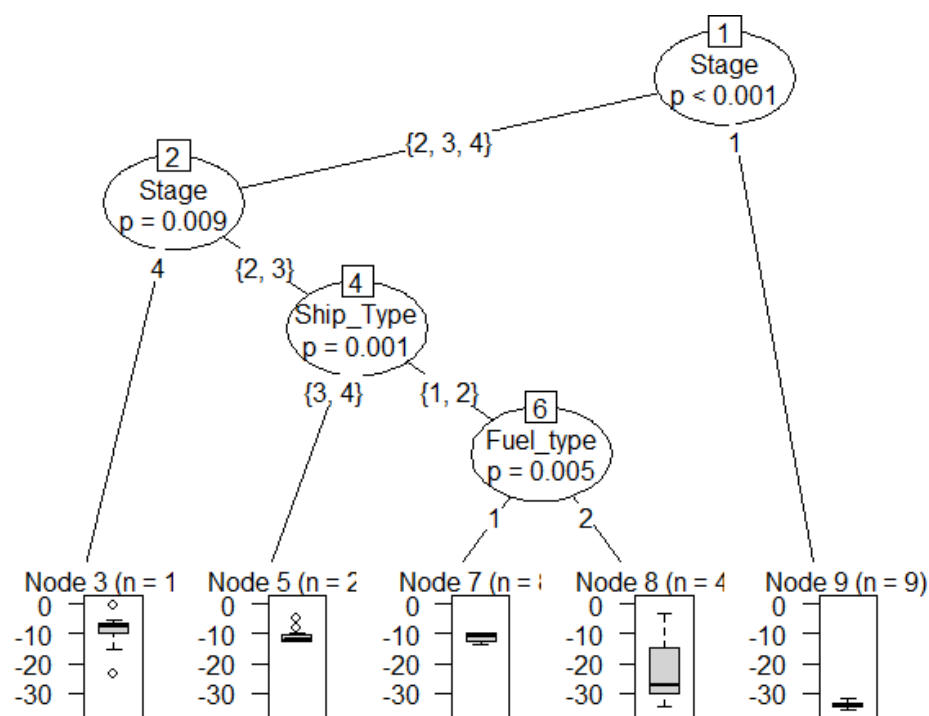 1
Stage
p < 0.001
{2, 3, 4}
1
2
Stage
p = 0.009
4
{2, 3}
4
Ship_Type
p = 0.001
{3, 4}
{1, 2}
6
Fuel_type
p = 0.005
1
2
Node 3 (n = 1
Node 5 (n = 2
Node 7 (n =
Node 8 (n = 4
Node 9 (n = 9)
0 0 0 0 0
-10 -10 -10 -10 -10
-20 -20 -20 -20 -20
-30 -30 -30 -30 -30